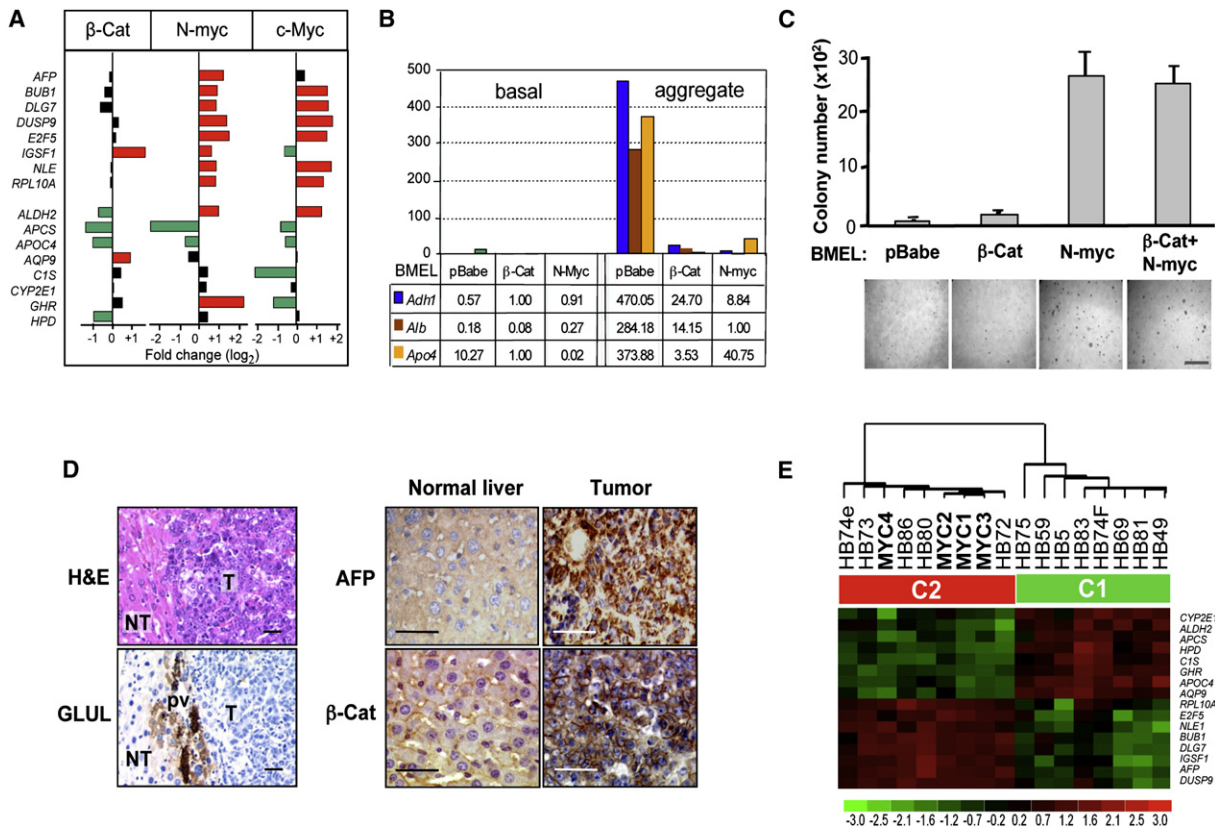 A
β-Cat N-myc c-Myc
AFP
BUB1
DLG7
DUSP9
E2F5
IGSF1
NLE
RPL10A
ALDH2
APCS
APOC4
AQP9
C1S
CYP2E1
GHR
HPD
-1 0 +1 -2 -1 0 +1 +2 -2 -1 0 +1 +2
Fold change (log2)
B
basal aggregate
500
400
300
200
100
0
BMEL pBabe β-Cat N-Myc pBabe β-Cat N-myc
Adh1 0.57 1.00 0.91 470.05 24.70 8.84
Alb 0.18 0.08 0.27 284.18 14.15 1.00
Apo4 10.27 1.00 0.02 373.88 3.53 40.75
C
Colony number (x10²)
30
20
10
0
BMEL: pBabe β-Cat N-myc β-Cat+
N-myc
D
Normal liver Tumor
H&E T NT
AFP
GLUL pv T NT
β-Cat
E
HB74e HB73 MYC4 HB86 HB80 MYC2 MYC1 MYC3 HB72 HB75 HB59 HB5 HB83 HB74F HB69 HB81 HB49
C2 C1
CYP2E1
ALDH2
APCS
HPD
C1S
GHR
APOC4
AQP9
RPL10A
E2F5
NLE1
BUB1
DLG7
IGSF1
AFP
DUSP9
-3.0 -2.5 -2.1 -1.6 -1.2 -0.7 -0.2 0.2 0.7 1.2 1.6 2.1 2.5 3.0